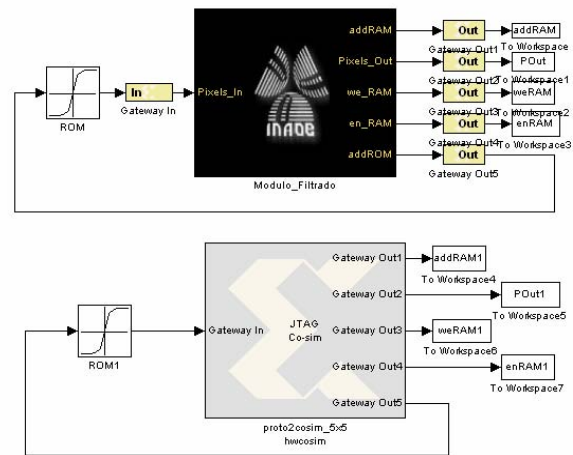 addRAM
Out
addRAM
Gateway Out1
To Workspace
Pixels_Out
Out
POut
Gateway Out2
To Workspace1
ROM
In
Gateway In
Pixels_In
INAOE
we_RAM
Out
weRAM
Gateway Out3
To Workspace2
en_RAM
Out
enRAM
Gateway Out4
To Workspace3
addROM
Out
Gateway Out5
Modulo_Filtrado
Gateway Out1
addRAM1
To Workspace4
Gateway Out2
POut1
To Workspace5
ROM1
Gateway In
JTAG
Co-sim
Gateway Out3
weRAM1
To Workspace6
Gateway Out4
enRAM1
To Workspace7
Gateway Out5
proto2cosim_5x5
hwcosim